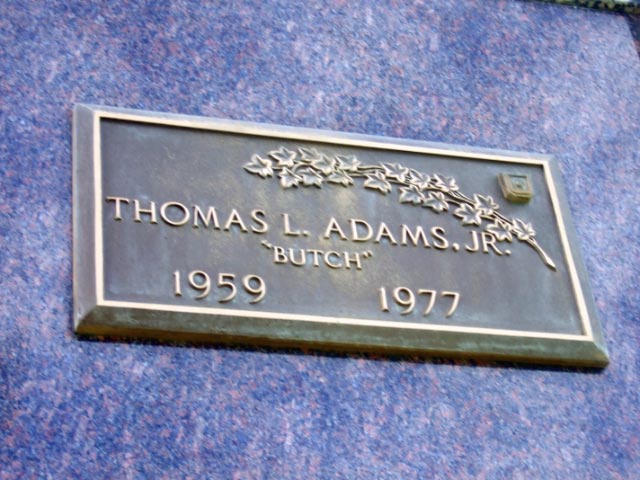 THOMAS L. ADAMS, JR.
"BUTCH"
1959 1977